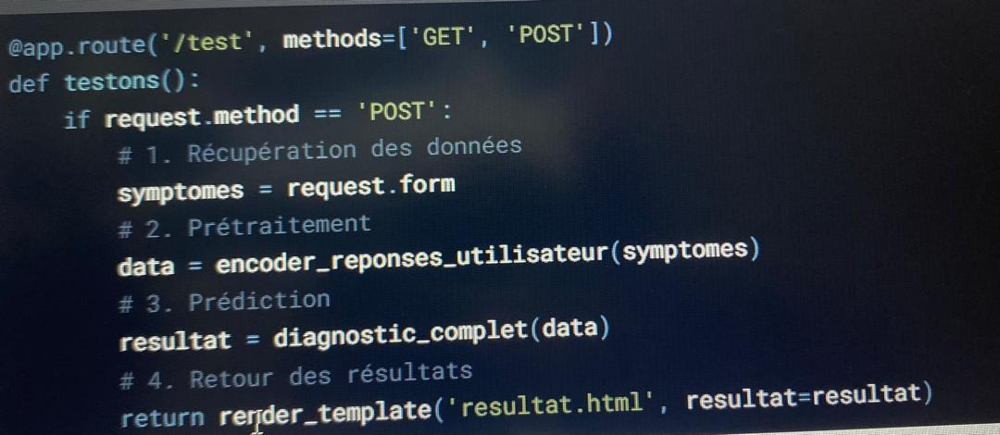 @app.route('/test', methods=['GET', 'POST'])
def testons():
    if request.method == 'POST':
        # 1. Récupération des données
        symptomes = request.form
        # 2. Prétraitement
        data = encoder_reponses_utilisateur(symptomes)
        # 3. Prédiction
        resultat = diagnostic_complet(data)
        # 4. Retour des résultats
        return render_template('resultat.html', resultat=resultat)